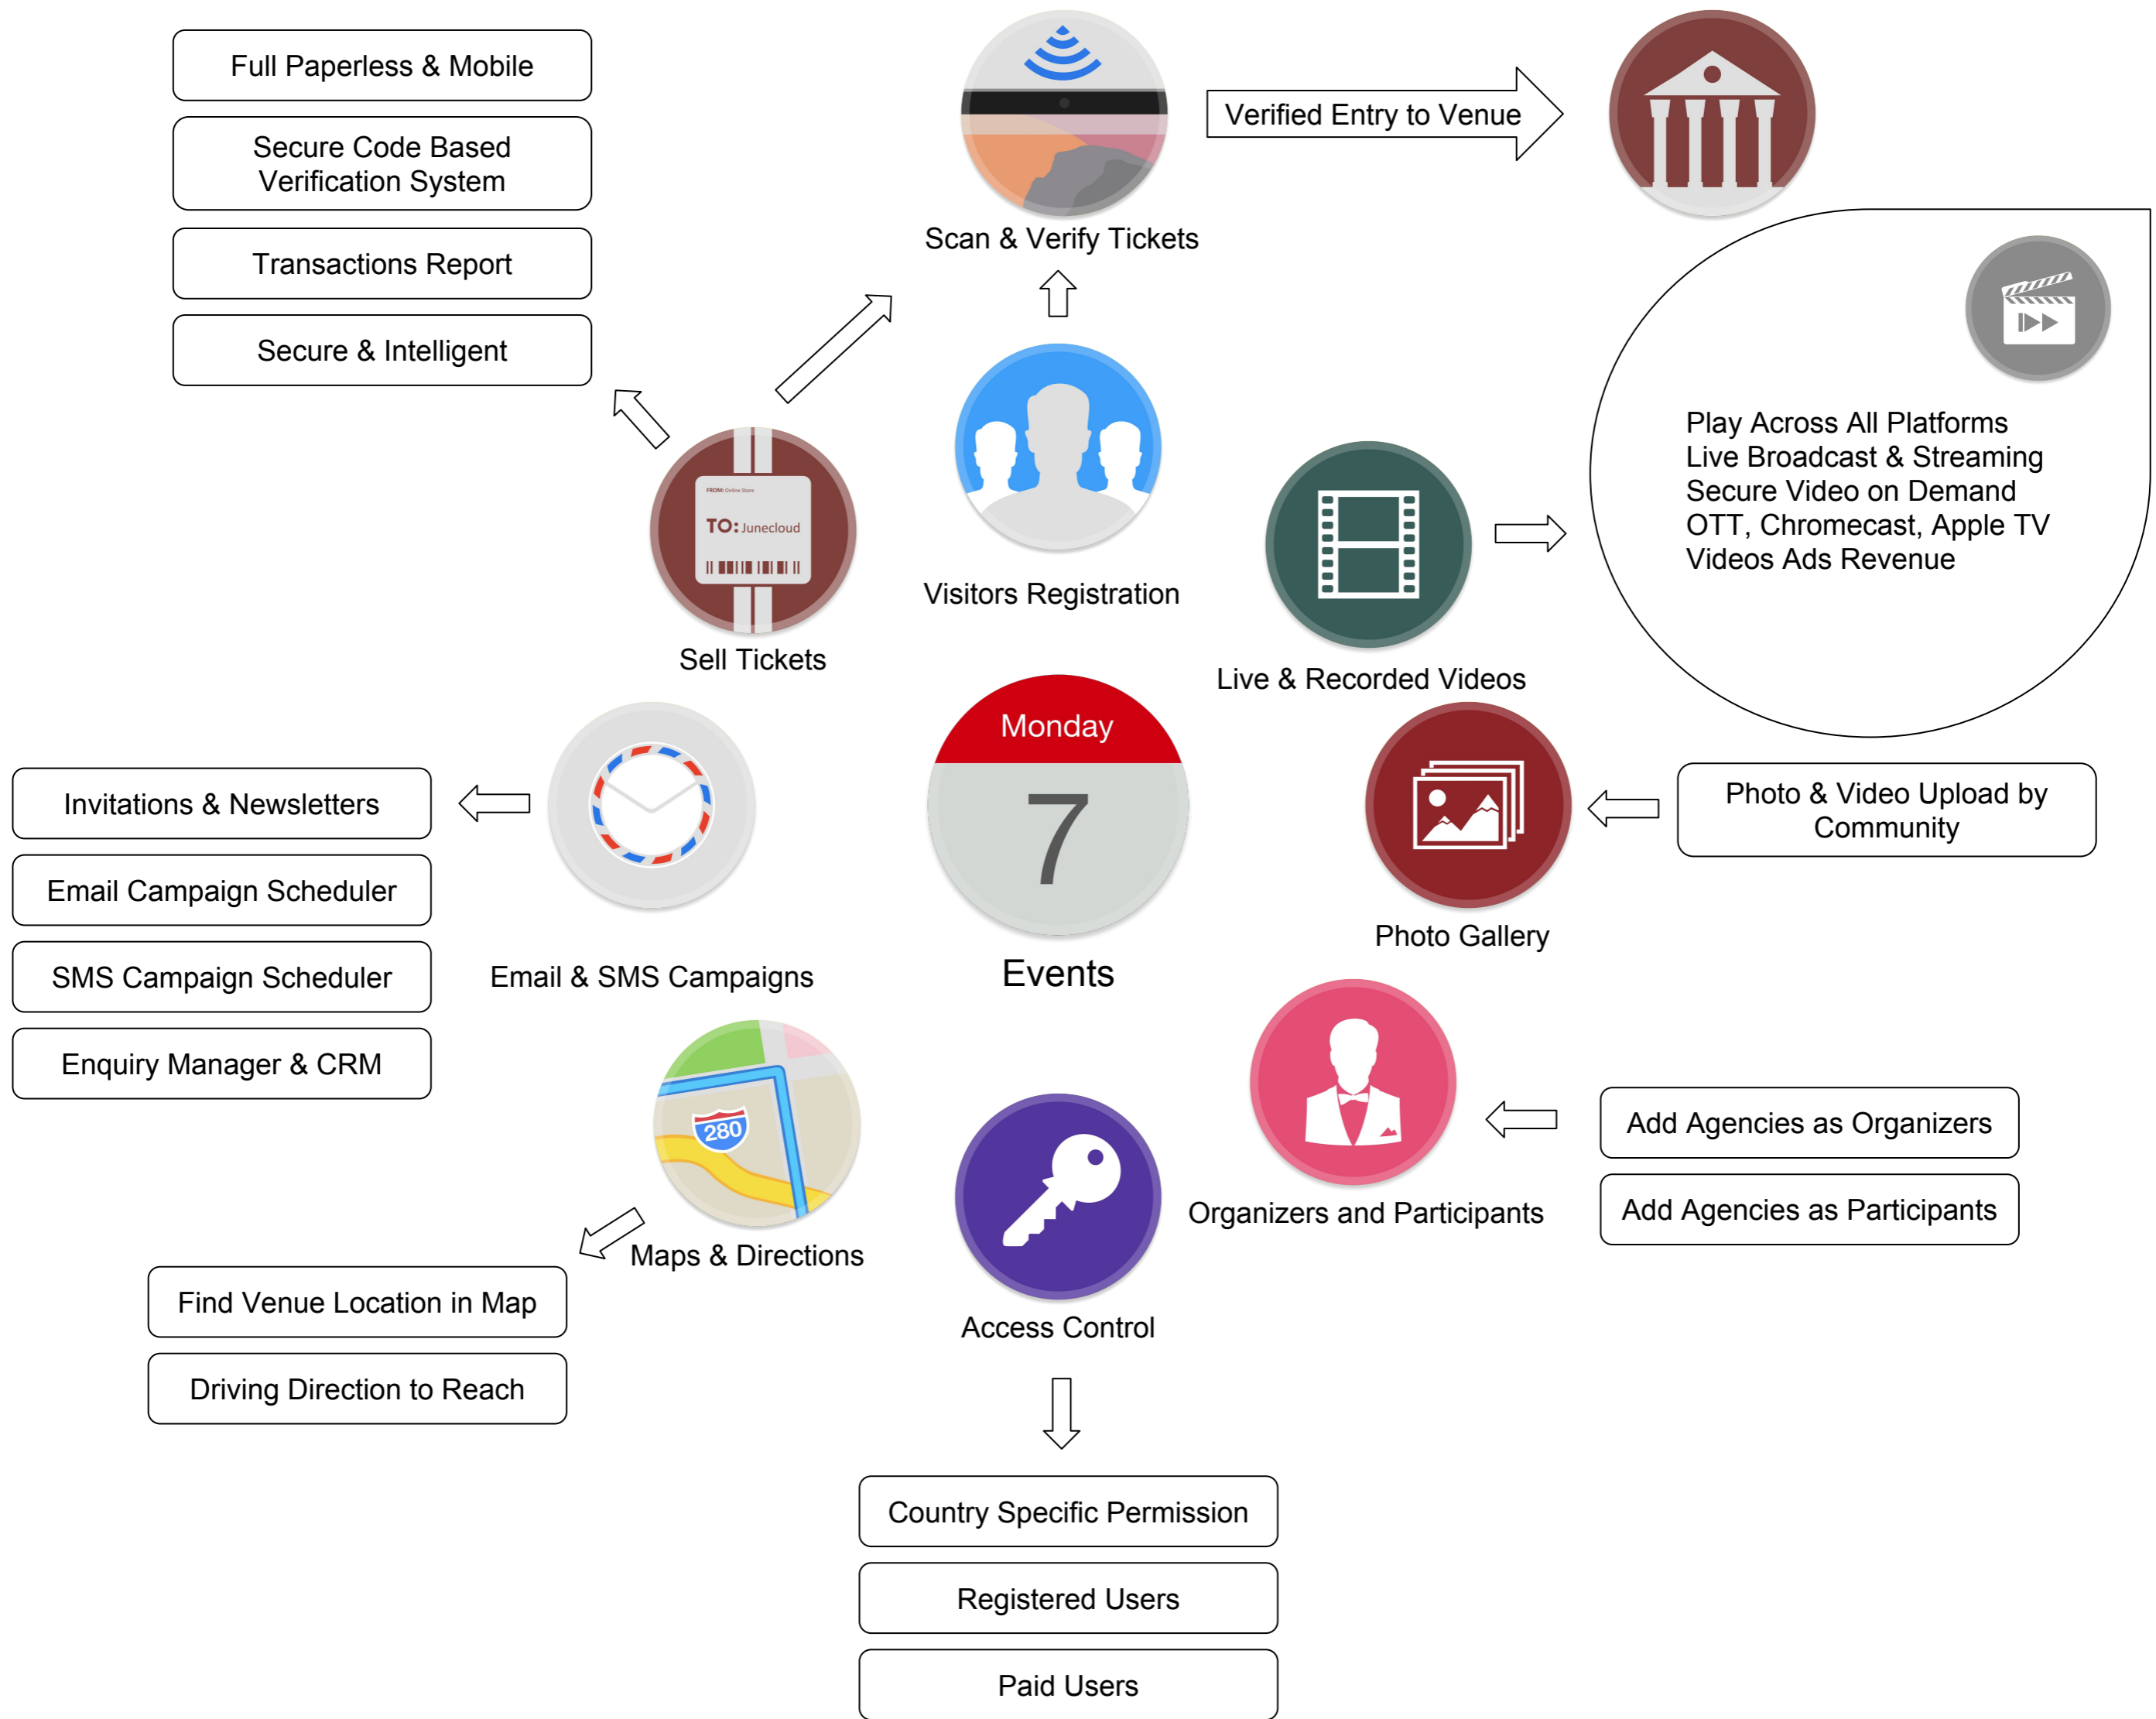 Full Paperless & Mobile
Secure Code Based
Verification System
Transactions Report
Secure & Intelligent
Scan & Verify Tickets
Verified Entry to Venue
Play Across All Platforms
Live Broadcast & Streaming
Secure Video on Demand
OTT, Chromecast, Apple TV
Videos Ads Revenue
FROM: Online Store
TO: Junecloud
Sell Tickets
Visitors Registration
Live & Recorded Videos
Monday
7
Events
Invitations & Newsletters
Email Campaign Scheduler
SMS Campaign Scheduler
Enquiry Manager & CRM
Email & SMS Campaigns
Photo Gallery
Photo & Video Upload by
Community
280
Maps & Directions
Find Venue Location in Map
Driving Direction to Reach
Access Control
Organizers and Participants
Add Agencies as Organizers
Add Agencies as Participants
Country Specific Permission
Registered Users
Paid Users